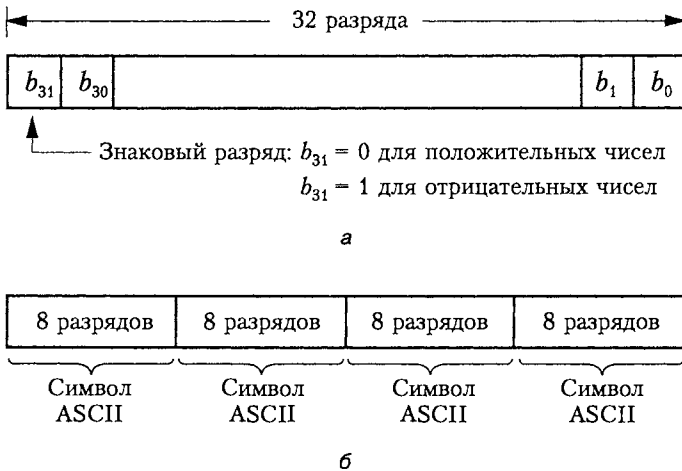 32 разряда
b₃₁ b₃₀ b₁ b₀
Знаковый разряд: b₃₁ = 0 для положительных чисел
b₃₁ = 1 для отрицательных чисел
а
8 разрядов 8 разрядов 8 разрядов 8 разрядов
Символ Символ Символ Символ
ASCII ASCII ASCII ASCII
б